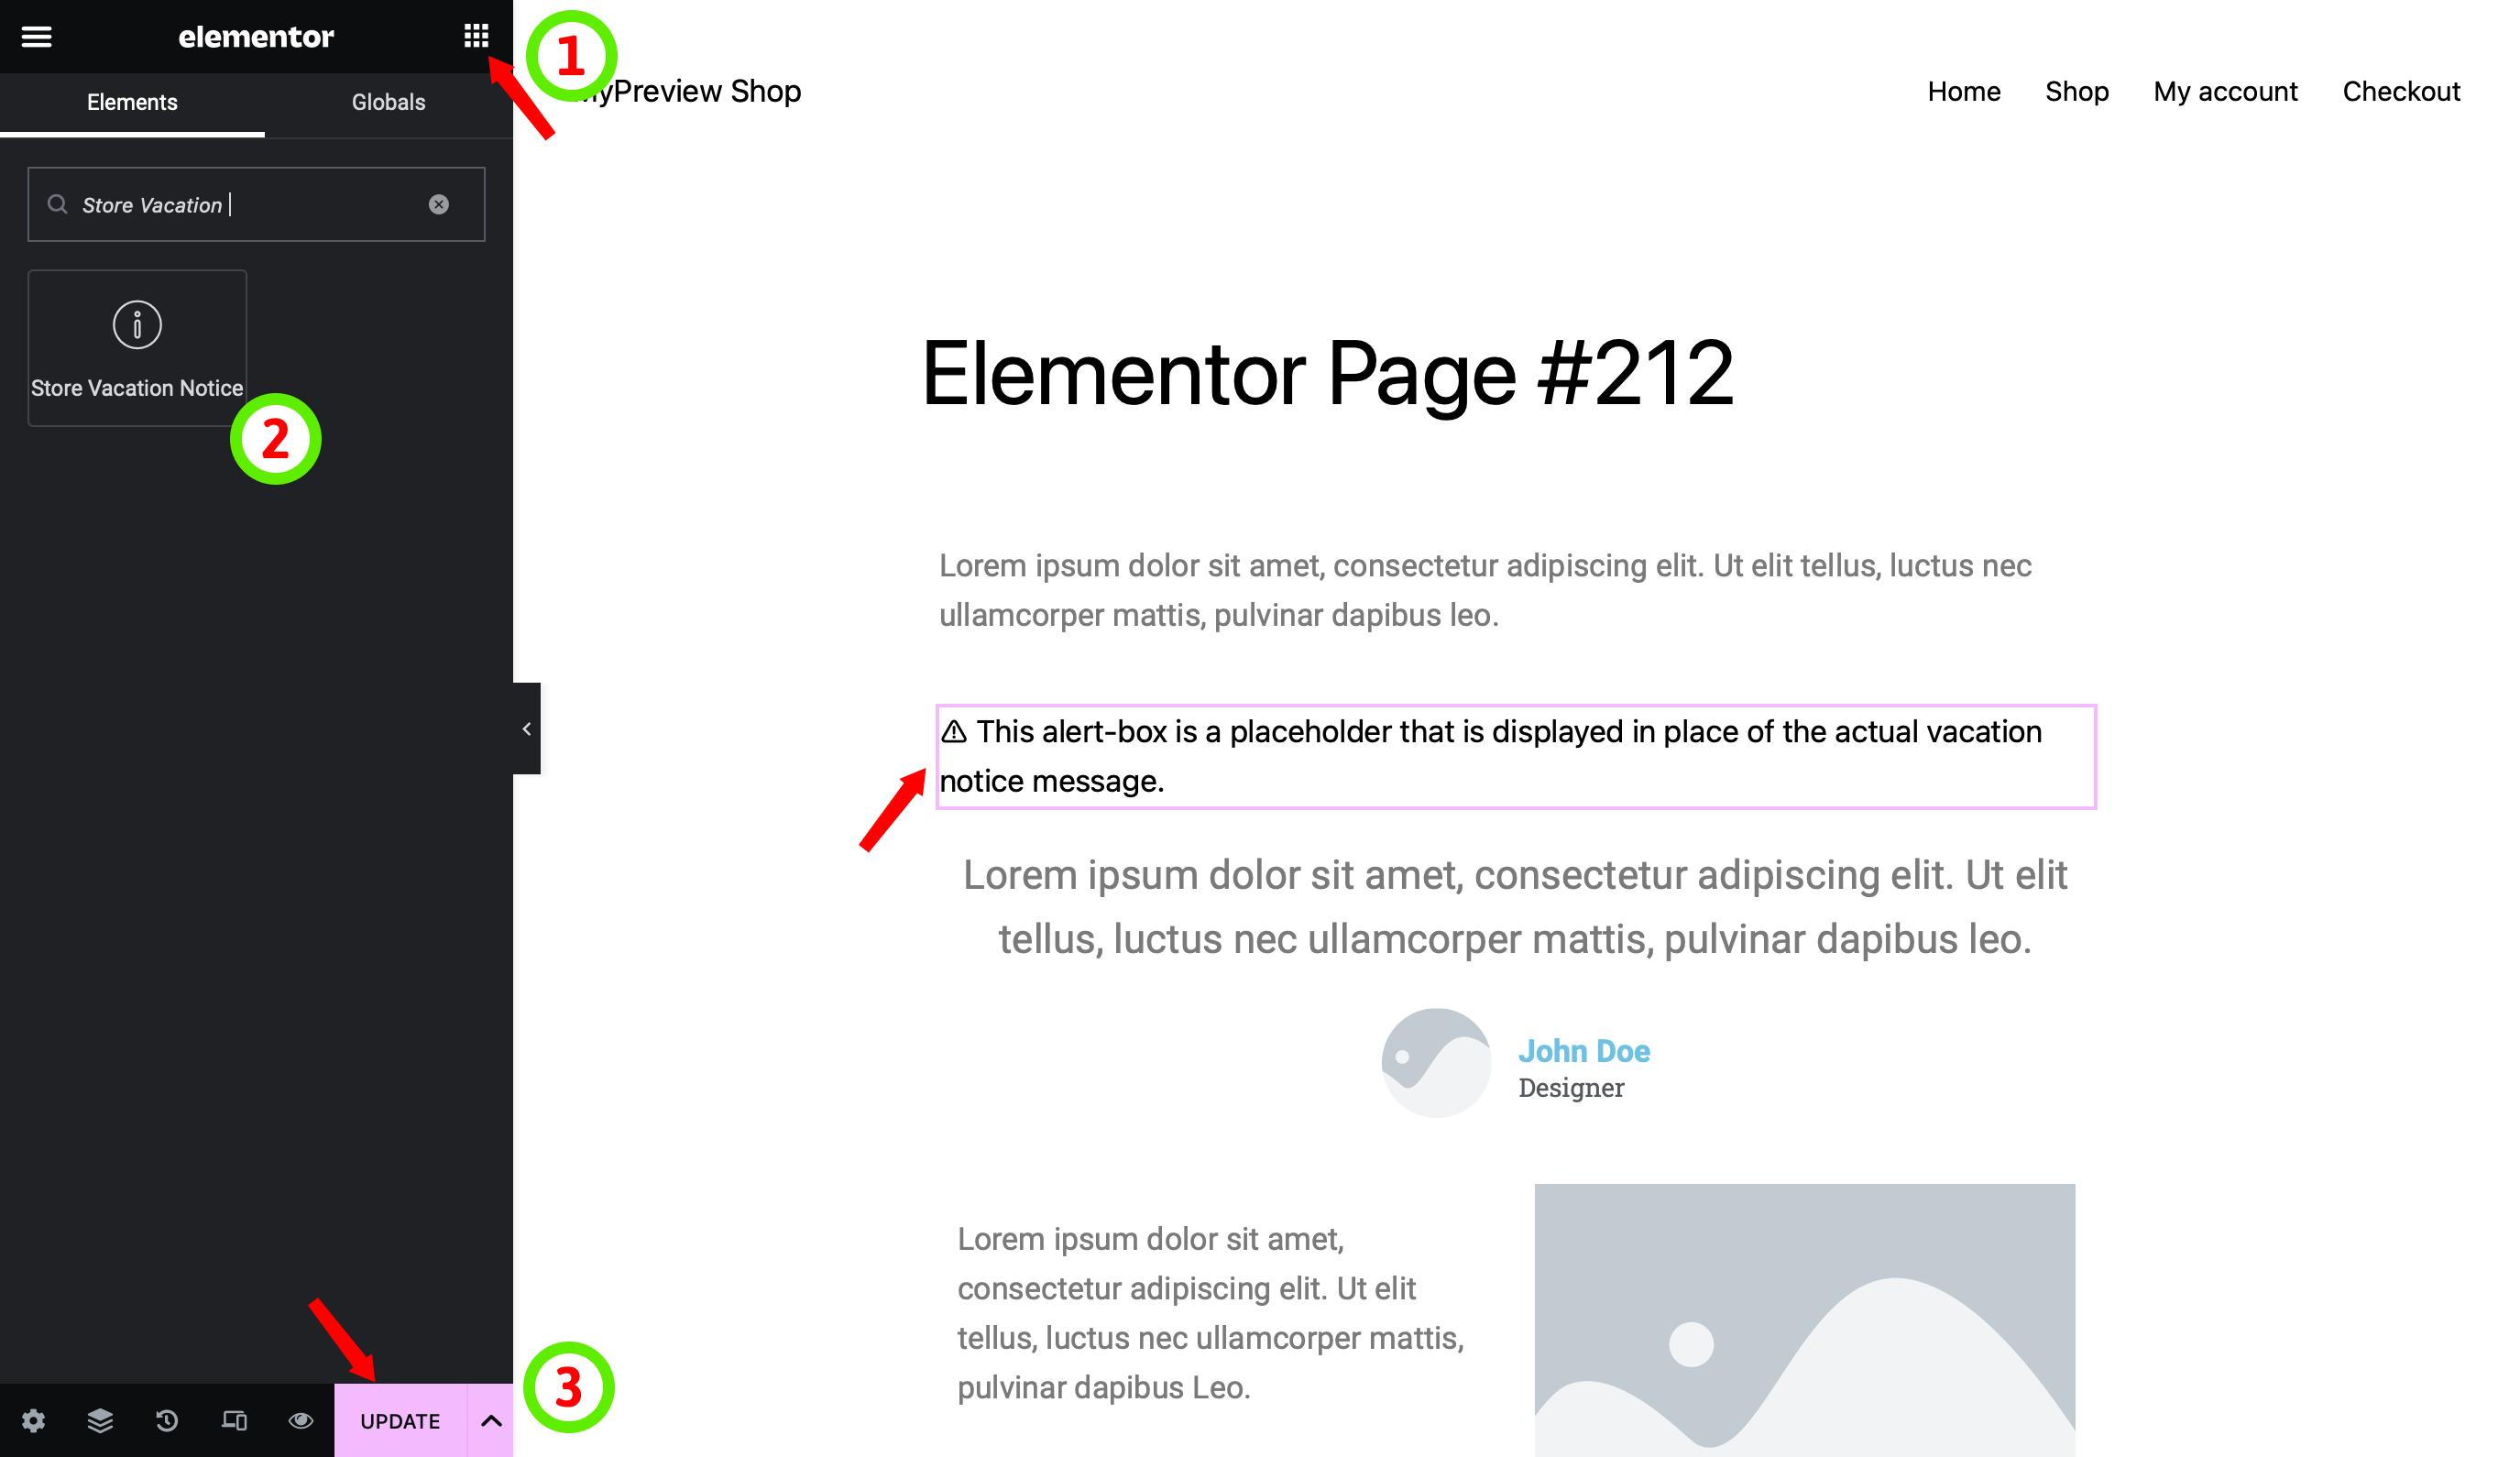 elementor
1
Elements
Globals
Store Vacation
Store Vacation Notice
2
UPDATE
3
MyPreview Shop
Home
Shop
My account
Checkout
Elementor Page #212
Lorem ipsum dolor sit amet, consectetur adipiscing elit. Ut elit tellus, luctus nec
ullamcorper mattis, pulvinar dapibus leo.
This alert-box is a placeholder that is displayed in place of the actual vacation
notice message.
Lorem ipsum dolor sit amet, consectetur adipiscing elit. Ut elit
tellus, luctus nec ullamcorper mattis, pulvinar dapibus leo.
John Doe
Designer
Lorem ipsum dolor sit amet,
consectetur adipiscing elit. Ut elit
tellus, luctus nec ullamcorper mattis,
pulvinar dapibus Leo.